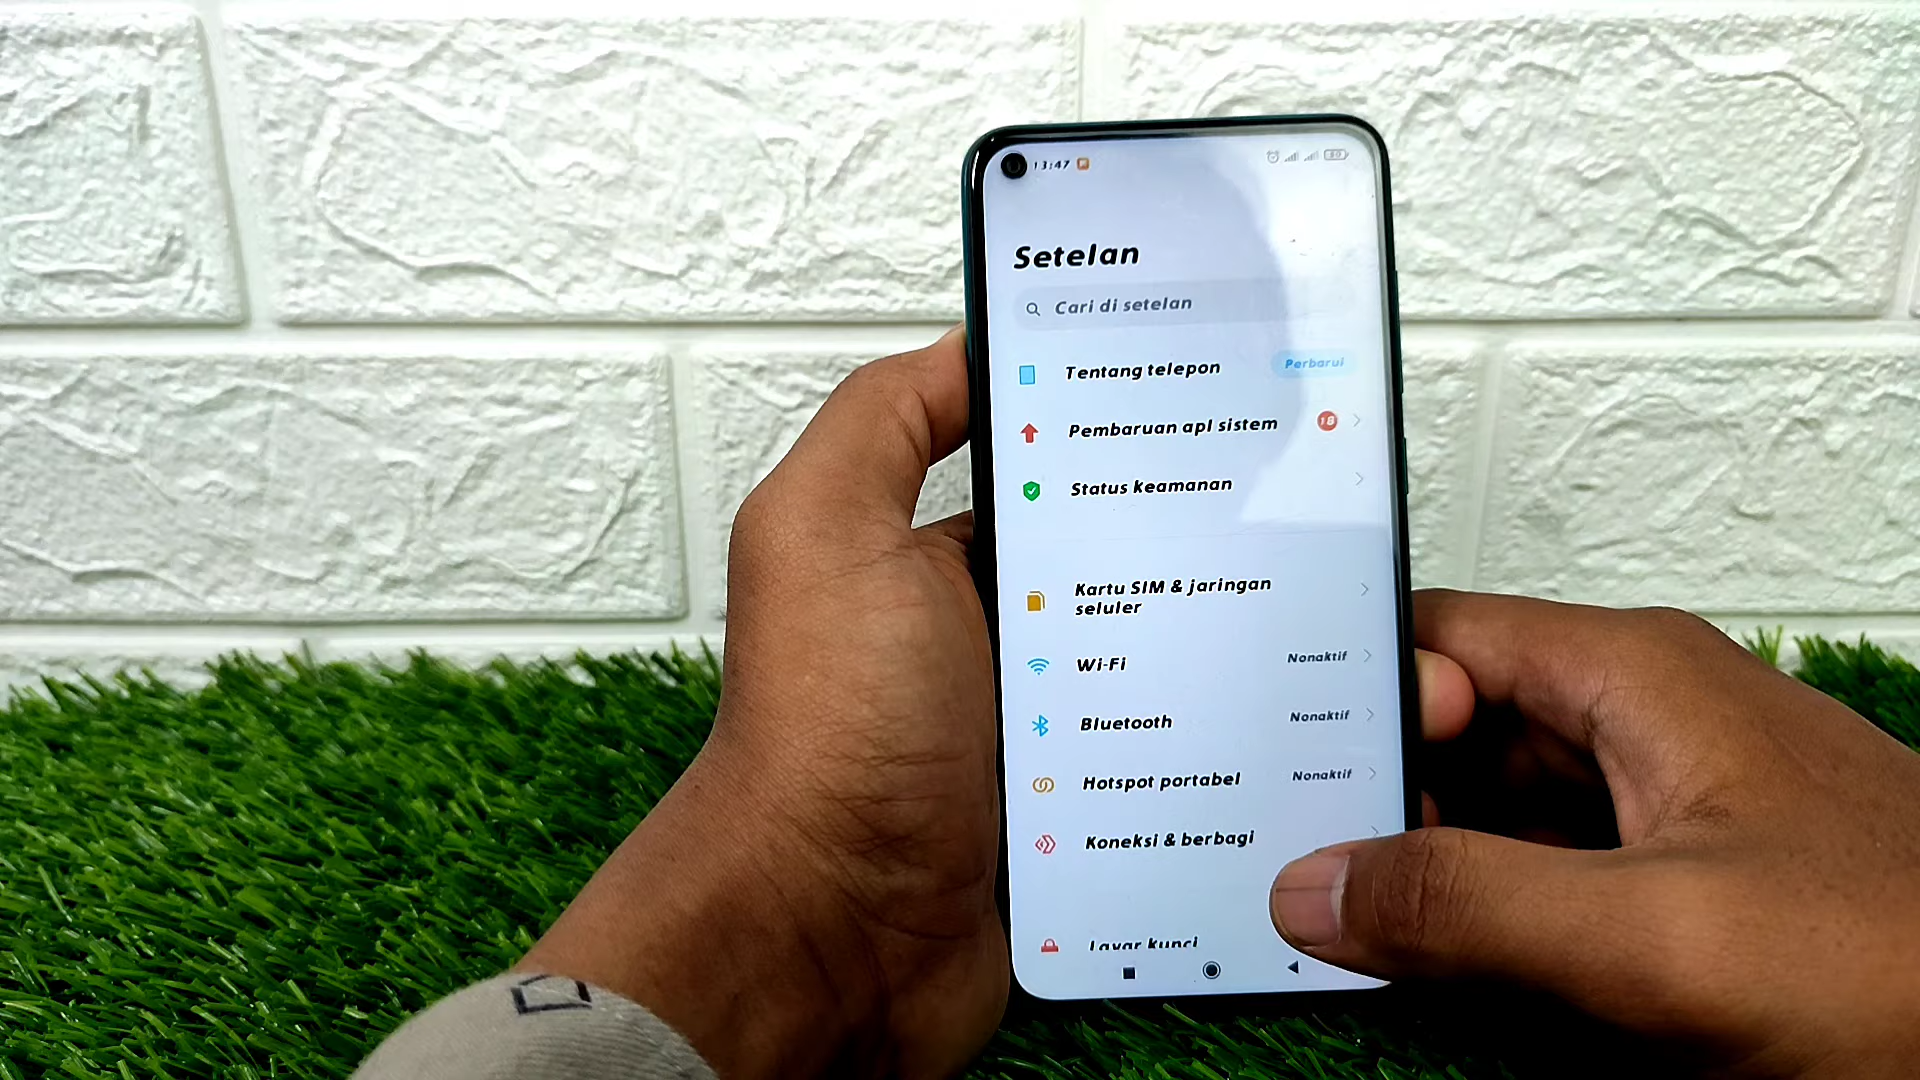 13:47
80
Setelan
Cari di setelan
Tentang telepon
Perbarui
Pembaruan apl sistem
18
Status keamanan
Kartu SIM & jaringan
seluler
Wi-Fi
Nonaktif
Bluetooth
Nonaktif
Hotspot portabel
Nonaktif
Koneksi & berbagi
Layar kunci